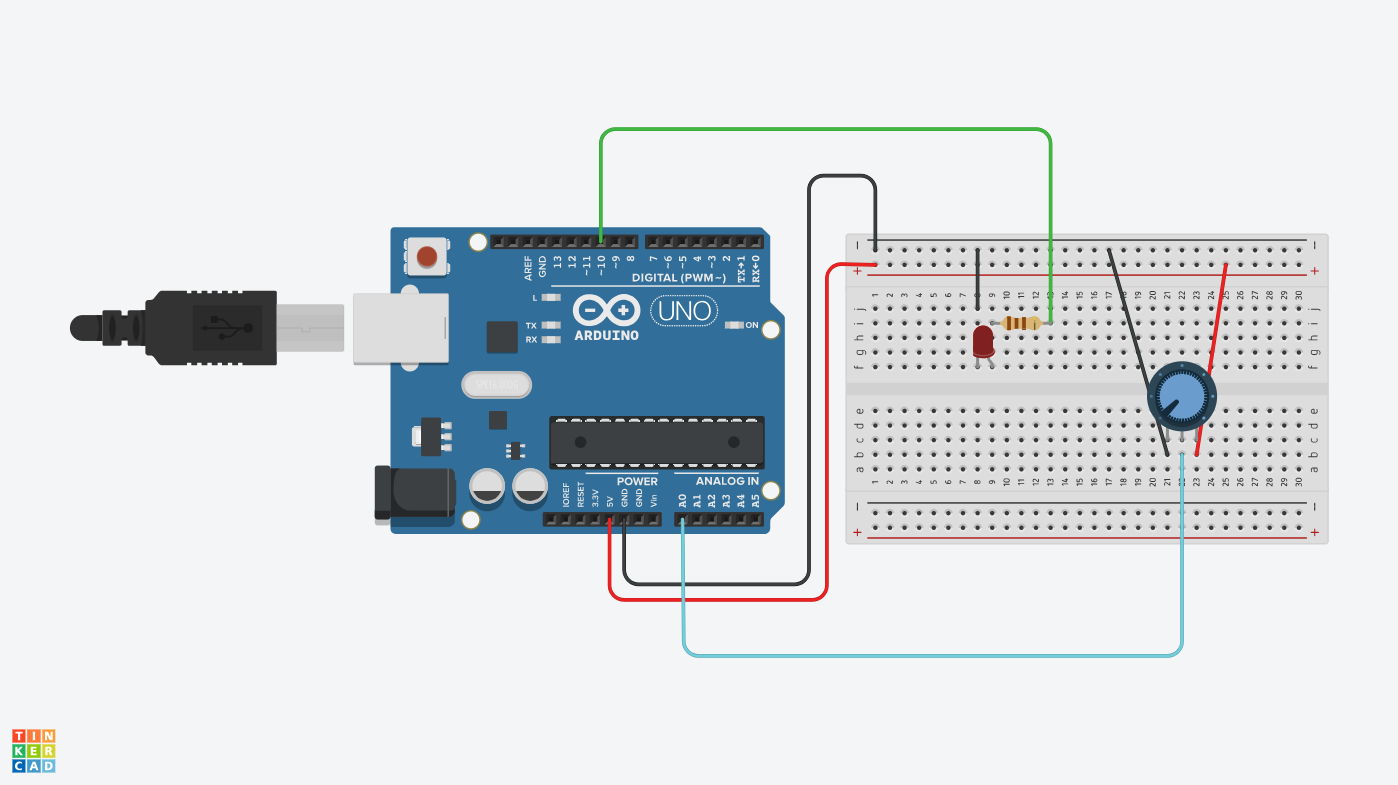 AREF
GND
13
12
~11
~10
~9
8
7
~6
~5
4
~3
2
TX→1
RX←0
DIGITAL (PWM~)
L
TX
RX
ON
UNO
ARDUINO
POWER
ANALOG IN
IOREF
RESET
3.3V
5V
GND
GND
Vin
A0
A1
A2
A3
A4
A5
− −
+ +
1 2 3 4 5 6 7 8 9 10 11 12 13 14 15 16 17 18 19 20 21 22 23 24 25 26 27 28 29 30
j j
i i
h h
g g
f f
e e
d d
c c
b b
a a
1 2 3 4 5 6 7 8 9 10 11 12 13 14 15 16 17 18 19 20 21 22 23 24 25 26 27 28 29 30
− −
+ +
TIN
KER
CAD